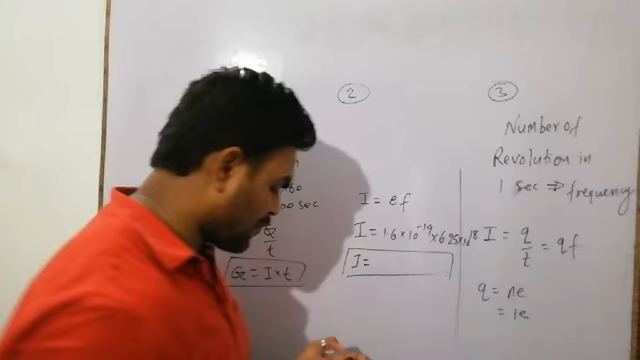 60
00 sec
Q
t
Q = I×t
2
I = ef
I = 1.6×10⁻¹⁹×6.25×10¹⁸
I =
3
Number of
Revolution in
1 sec ⇒ frequency
I = q/t = qf
q = ne
= 1e